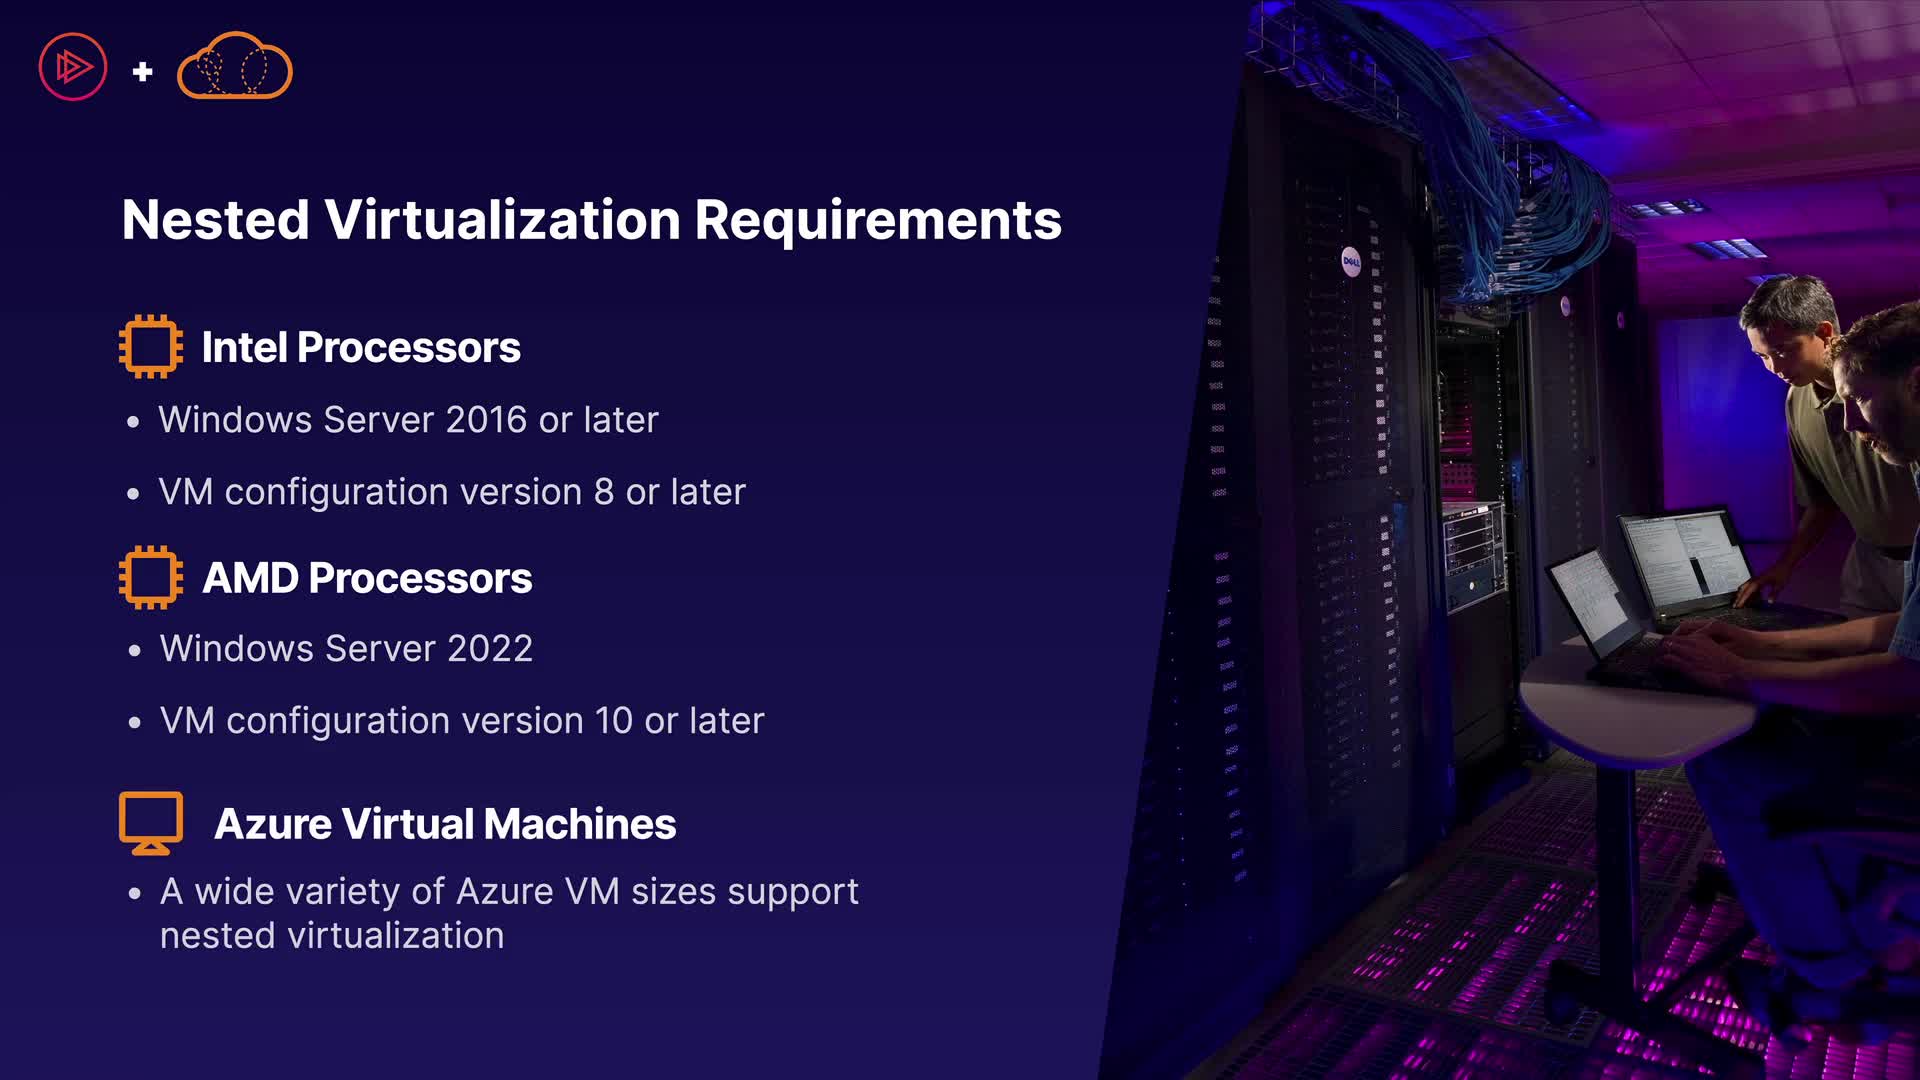 Nested Virtualization Requirements
Intel Processors
• Windows Server 2016 or later
• VM configuration version 8 or later
AMD Processors
• Windows Server 2022
• VM configuration version 10 or later
Azure Virtual Machines
• A wide variety of Azure VM sizes support
nested virtualization
DELL